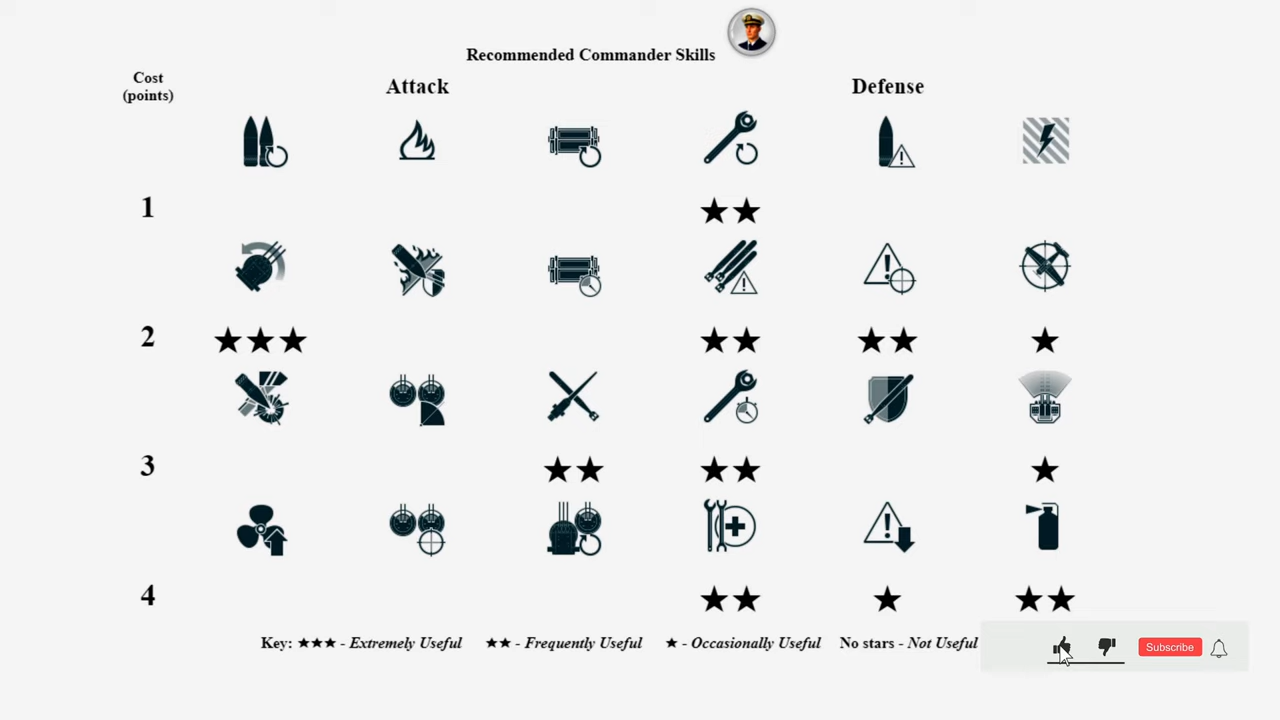 Recommended Commander Skills
Cost
(points)
Attack
Defense
1
★★
2
★★★ ★★ ★★ ★
3
★★ ★★ ★
4
★★ ★ ★★
Key: ★★★ - Extremely Useful ★★ - Frequently Useful ★ - Occasionally Useful No stars - Not Useful
Subscribe